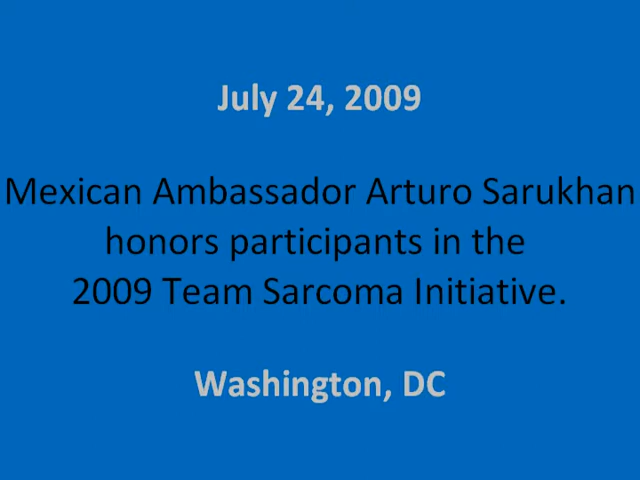 July 24, 2009
Mexican Ambassador Arturo Sarukhan
honors participants in the
2009 Team Sarcoma Initiative.
Washington, DC